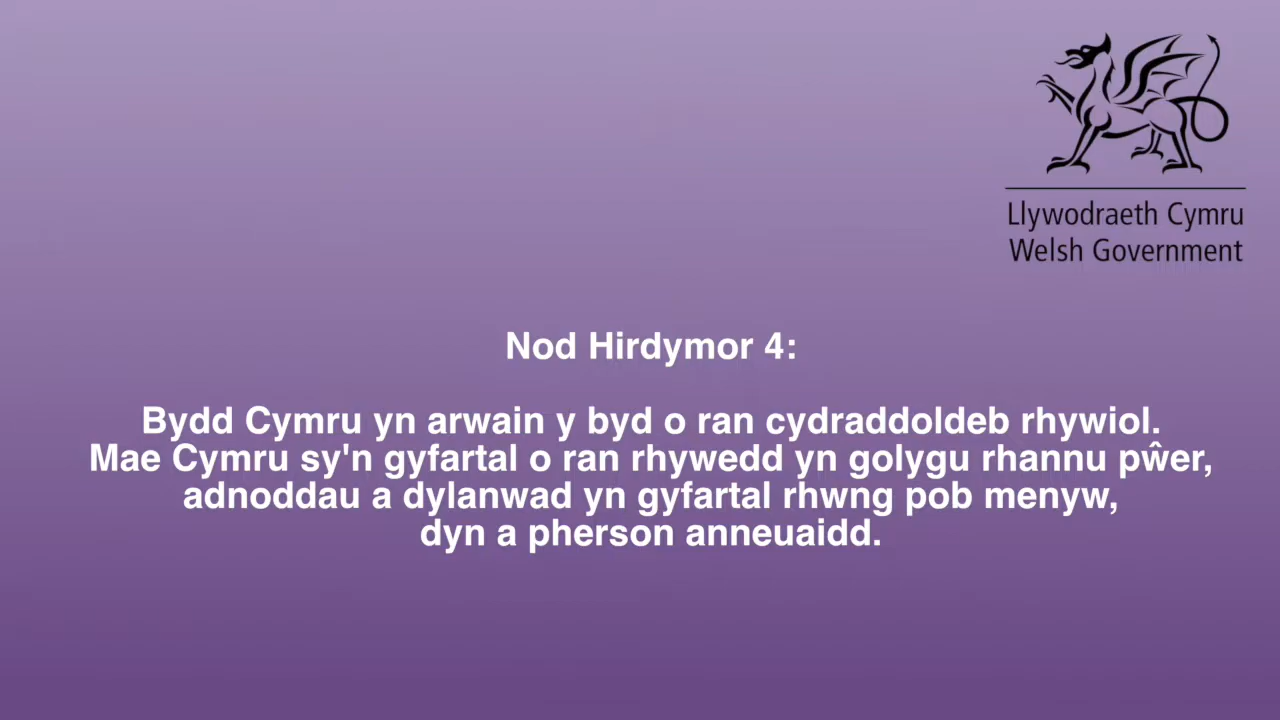 Llywodraeth Cymru
Welsh Government
Nod Hirdymor 4:
Bydd Cymru yn arwain y byd o ran cydraddoldeb rhywiol.
Mae Cymru sy'n gyfartal o ran rhywedd yn golygu rhannu pŵer,
adnoddau a dylanwad yn gyfartal rhwng pob menyw,
dyn a pherson anneuaidd.